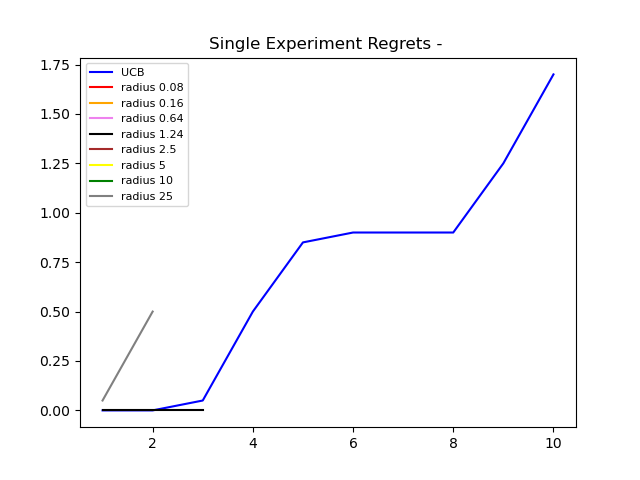 Single Experiment Regrets -
1.75
1.50
1.25
1.00
0.75
0.50
0.25
0.00
UCB
radius 0.08
radius 0.16
radius 0.64
radius 1.24
radius 2.5
radius 5
radius 10
radius 25
2 4 6 8 10